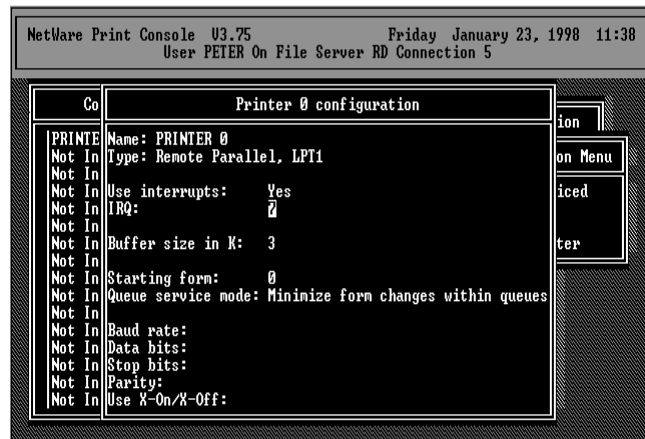 NetWare Print Console V3.75 Friday January 23, 1998 11:38
User PETER On File Server RD Connection 5
Co
Printer 0 configuration
ion
PRINTE
Name: PRINTER 0
Not In
Type: Remote Parallel, LPT1
on Menu
Not In
Not In
Use interrupts: Yes
iced
Not In
IRQ: 7
Not In
Not In
Buffer size in K: 3
ter
Not In
Not In
Starting form: 0
Not In
Queue service mode: Minimize form changes within queues
Not In
Not In
Baud rate:
Not In
Data bits:
Not In
Stop bits:
Not In
Parity:
Not In
Use X-On/X-Off: